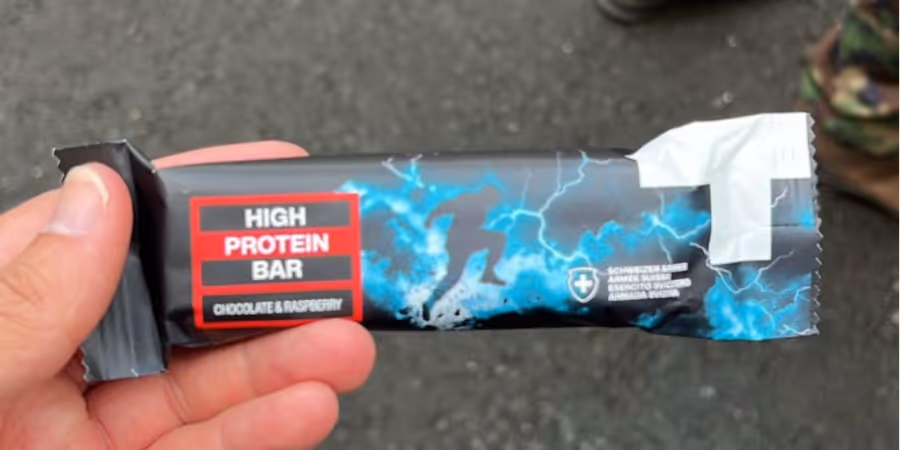 HIGH
PROTEIN
BAR
CHOCOLATE & RASPBERRY
T
SCHWEIZER ARMEE
ARMÉE SUISSE
ESERCITO SVIZZERO
ARMADA SVIZRA